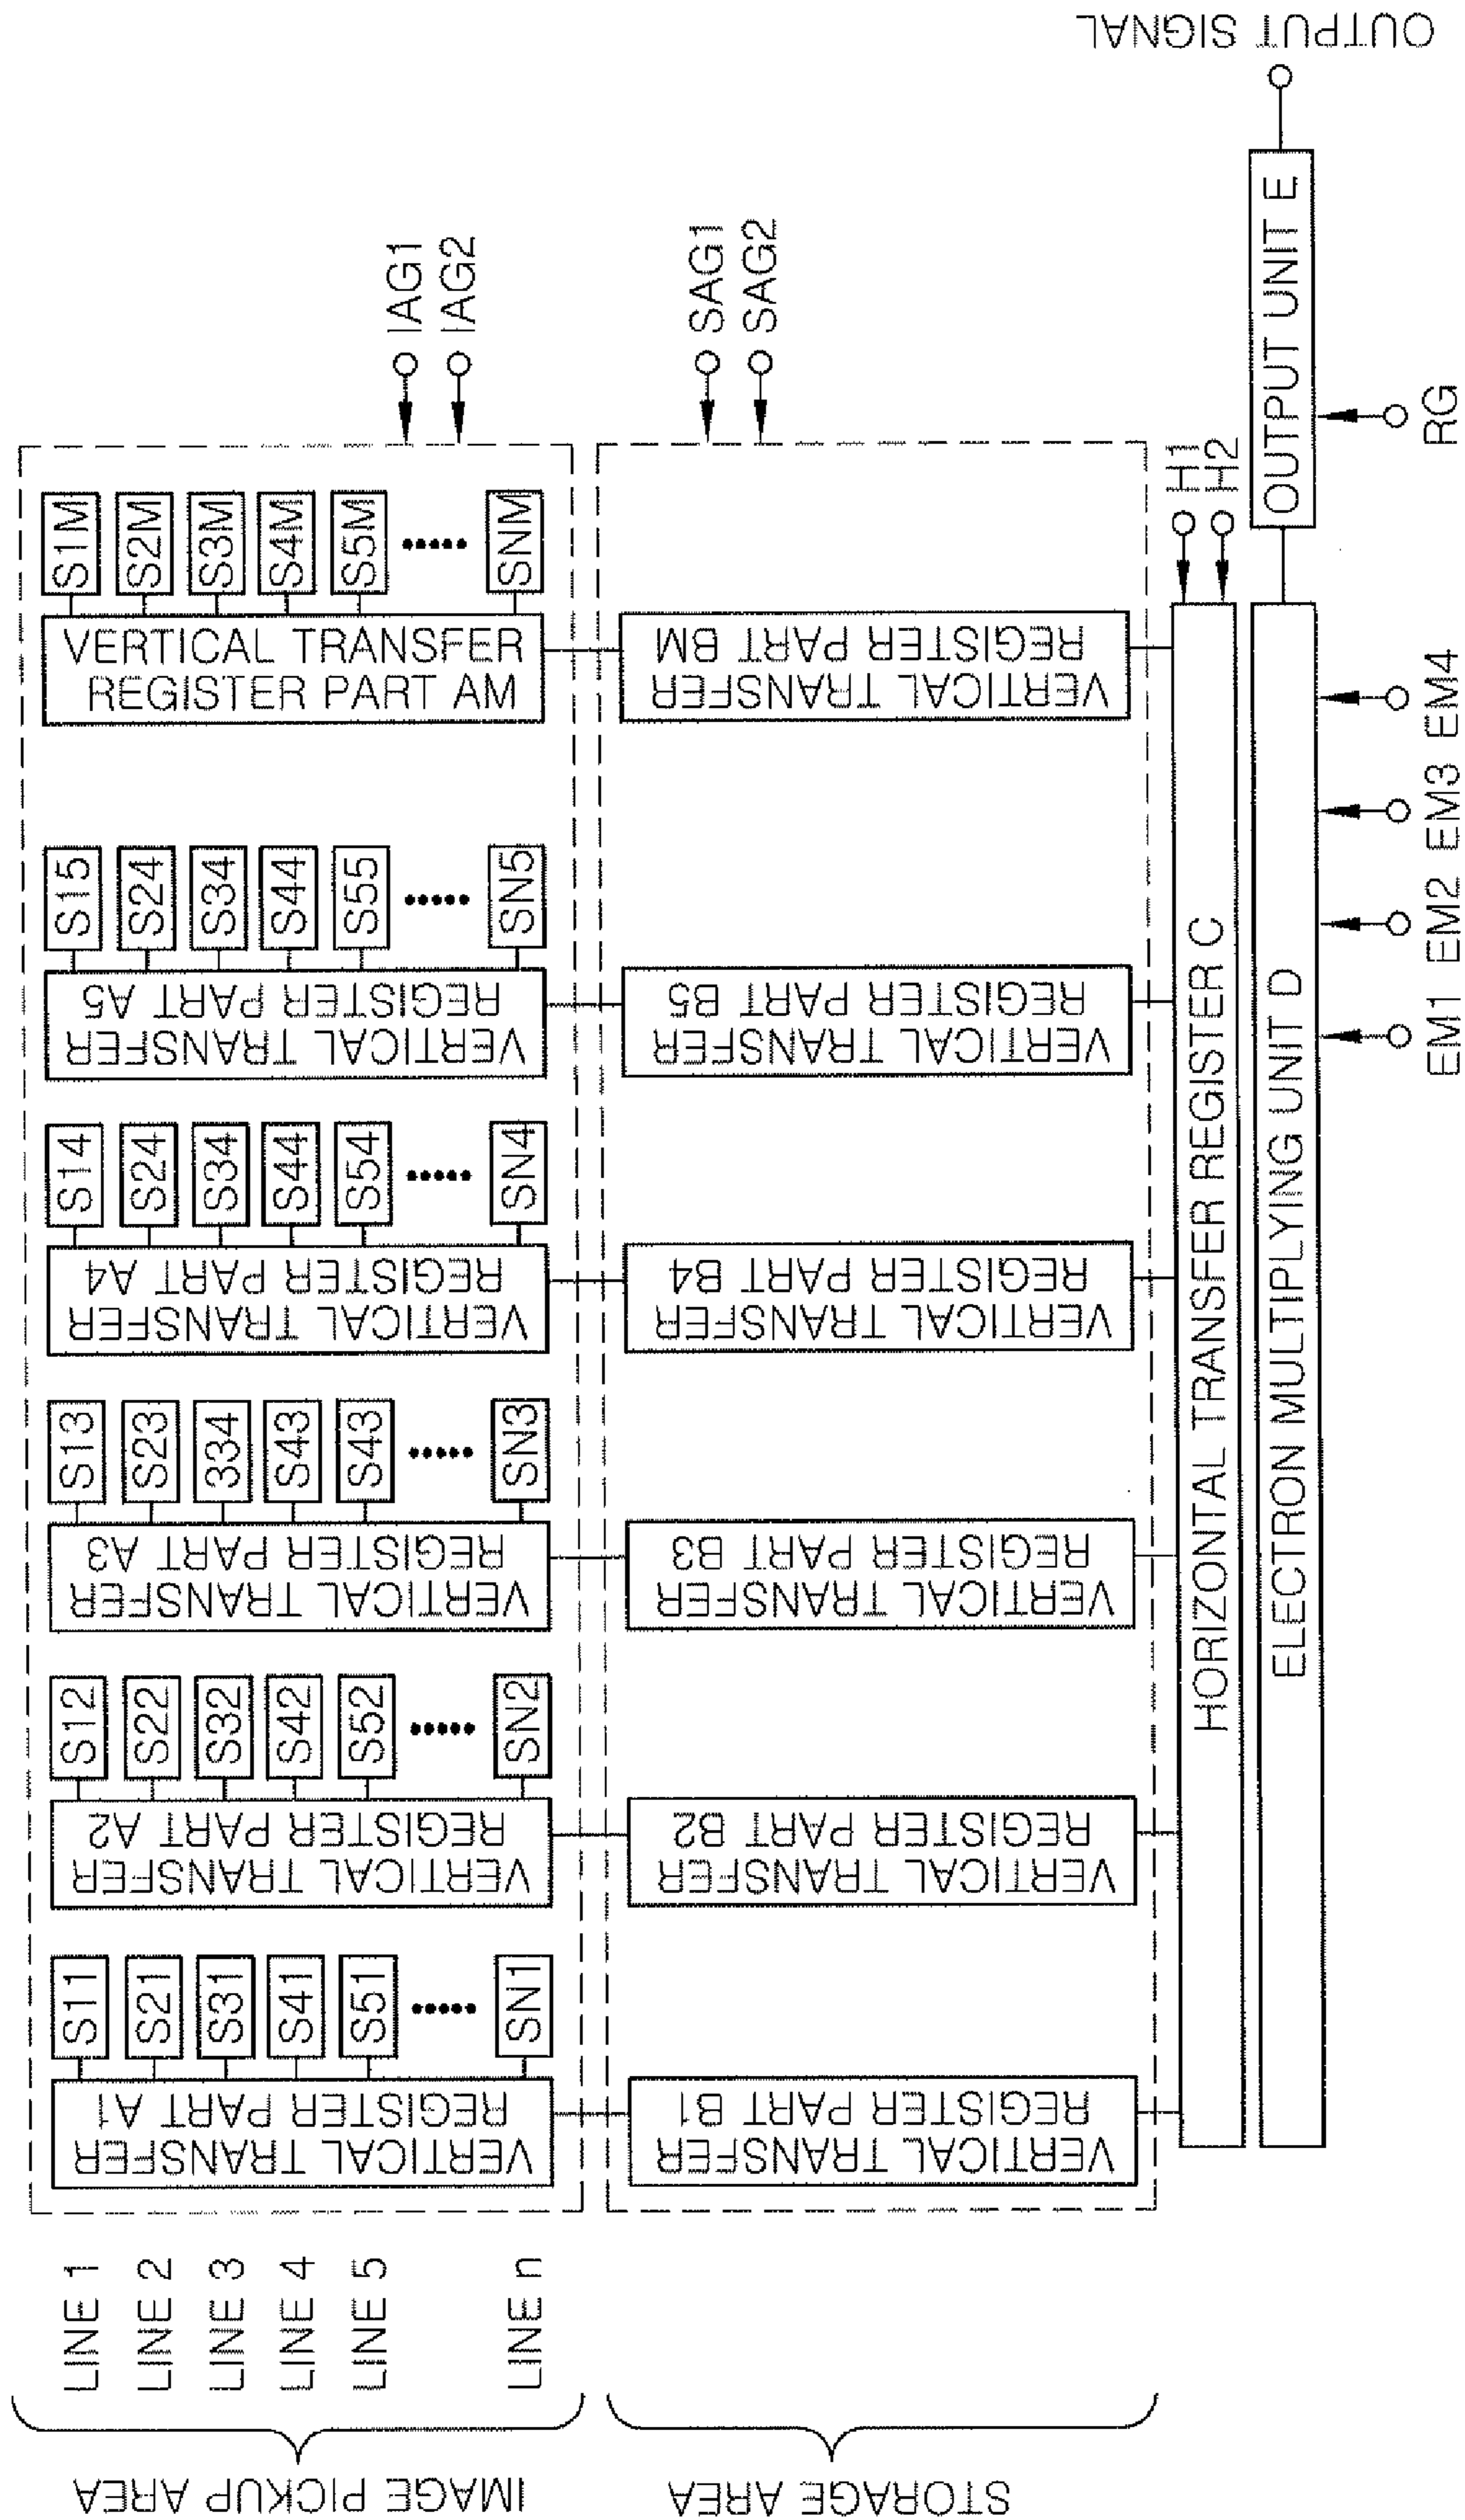 IMAGE PICKUP AREA
LINE 1
LINE 2
LINE 3
LINE 4
LINE 5
LINE n
VERTICAL TRANSFER
REGISTER PART A1
S11
S21
S31
S41
S51
SN1
VERTICAL TRANSFER
REGISTER PART A2
S12
S22
S32
S42
S52
SN2
VERTICAL TRANSFER
REGISTER PART A3
S13
S23
334
S43
S43
SN3
VERTICAL TRANSFER
REGISTER PART A4
S14
S24
S34
S44
S54
SN4
VERTICAL TRANSFER
REGISTER PART A5
S15
S24
S34
S44
S55
SN5
VERTICAL TRANSFER
REGISTER PART AM
S1M
S2M
S3M
S4M
S5M
SNM
IAG1
IAG2
STORAGE AREA
VERTICAL TRANSFER
REGISTER PART B1
VERTICAL TRANSFER
REGISTER PART B2
VERTICAL TRANSFER
REGISTER PART B3
VERTICAL TRANSFER
REGISTER PART B4
VERTICAL TRANSFER
REGISTER PART B5
VERTICAL TRANSFER
REGISTER PART BM
SAG1
SAG2
HORIZONTAL TRANSFER REGISTER C
H1
H2
ELECTRON MULTIPLYING UNIT D
OUTPUT UNIT E
OUTPUT SIGNAL
EM1 EM2 EM3 EM4
RG